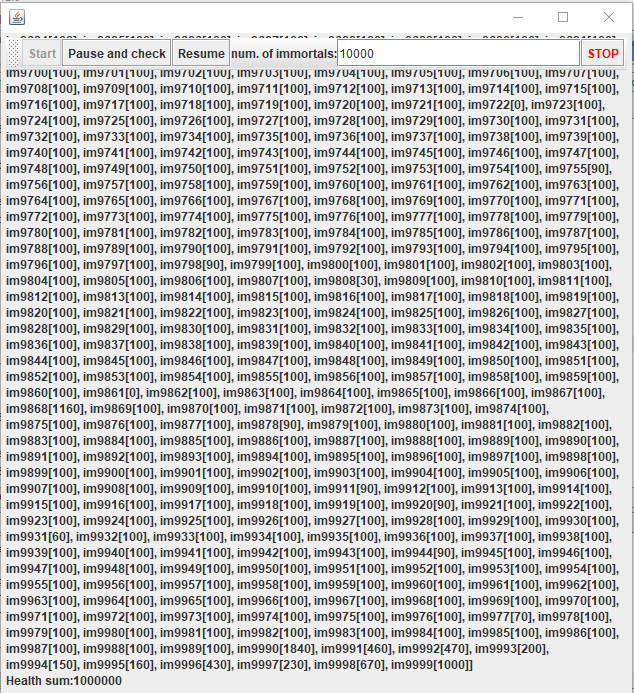 Start Pause and check Resume num. of immortals: 10000 STOP
im9700[100], im9701[100], im9702[100], im9703[100], im9704[100], im9705[100], im9706[100], im9707[100],
im9708[100], im9709[100], im9710[100], im9711[100], im9712[100], im9713[100], im9714[100], im9715[100],
im9716[100], im9717[100], im9718[100], im9719[100], im9720[100], im9721[100], im9722[0], im9723[100],
im9724[100], im9725[100], im9726[100], im9727[100], im9728[100], im9729[100], im9730[100], im9731[100],
im9732[100], im9733[100], im9734[100], im9735[100], im9736[100], im9737[100], im9738[100], im9739[100],
im9740[100], im9741[100], im9742[100], im9743[100], im9744[100], im9745[100], im9746[100], im9747[100],
im9748[100], im9749[100], im9750[100], im9751[100], im9752[100], im9753[100], im9754[100], im9755[90],
im9756[100], im9757[100], im9758[100], im9759[100], im9760[100], im9761[100], im9762[100], im9763[100],
im9764[100], im9765[100], im9766[100], im9767[100], im9768[100], im9769[100], im9770[100], im9771[100],
im9772[100], im9773[100], im9774[100], im9775[100], im9776[100], im9777[100], im9778[100], im9779[100],
im9780[100], im9781[100], im9782[100], im9783[100], im9784[100], im9785[100], im9786[100], im9787[100],
im9788[100], im9789[100], im9790[100], im9791[100], im9792[100], im9793[100], im9794[100], im9795[100],
im9796[100], im9797[100], im9798[90], im9799[100], im9800[100], im9801[100], im9802[100], im9803[100],
im9804[100], im9805[100], im9806[100], im9807[100], im9808[30], im9809[100], im9810[100], im9811[100],
im9812[100], im9813[100], im9814[100], im9815[100], im9816[100], im9817[100], im9818[100], im9819[100],
im9820[100], im9821[100], im9822[100], im9823[100], im9824[100], im9825[100], im9826[100], im9827[100],
im9828[100], im9829[100], im9830[100], im9831[100], im9832[100], im9833[100], im9834[100], im9835[100],
im9836[100], im9837[100], im9838[100], im9839[100], im9840[100], im9841[100], im9842[100], im9843[100],
im9844[100], im9845[100], im9846[100], im9847[100], im9848[100], im9849[100], im9850[100], im9851[100],
im9852[100], im9853[100], im9854[100], im9855[100], im9856[100], im9857[100], im9858[100], im9859[100],
im9860[100], im9861[0], im9862[100], im9863[100], im9864[100], im9865[100], im9866[100], im9867[100],
im9868[1160], im9869[100], im9870[100], im9871[100], im9872[100], im9873[100], im9874[100],
im9875[100], im9876[100], im9877[100], im9878[90], im9879[100], im9880[100], im9881[100], im9882[100],
im9883[100], im9884[100], im9885[100], im9886[100], im9887[100], im9888[100], im9889[100], im9890[100],
im9891[100], im9892[100], im9893[100], im9894[100], im9895[100], im9896[100], im9897[100], im9898[100],
im9899[100], im9900[100], im9901[100], im9902[100], im9903[100], im9904[100], im9905[100], im9906[100],
im9907[100], im9908[100], im9909[100], im9910[100], im9911[90], im9912[100], im9913[100], im9914[100],
im9915[100], im9916[100], im9917[100], im9918[100], im9919[100], im9920[90], im9921[100], im9922[100],
im9923[100], im9924[100], im9925[100], im9926[100], im9927[100], im9928[100], im9929[100], im9930[100],
im9931[60], im9932[100], im9933[100], im9934[100], im9935[100], im9936[100], im9937[100], im9938[100],
im9939[100], im9940[100], im9941[100], im9942[100], im9943[100], im9944[90], im9945[100], im9946[100],
im9947[100], im9948[100], im9949[100], im9950[100], im9951[100], im9952[100], im9953[100], im9954[100],
im9955[100], im9956[100], im9957[100], im9958[100], im9959[100], im9960[100], im9961[100], im9962[100],
im9963[100], im9964[100], im9965[100], im9966[100], im9967[100], im9968[100], im9969[100], im9970[100],
im9971[100], im9972[100], im9973[100], im9974[100], im9975[100], im9976[100], im9977[70], im9978[100],
im9979[100], im9980[100], im9981[100], im9982[100], im9983[100], im9984[100], im9985[100], im9986[100],
im9987[100], im9988[100], im9989[100], im9990[1840], im9991[460], im9992[470], im9993[200],
im9994[150], im9995[160], im9996[430], im9997[230], im9998[670], im9999[1000]]
Health sum:1000000